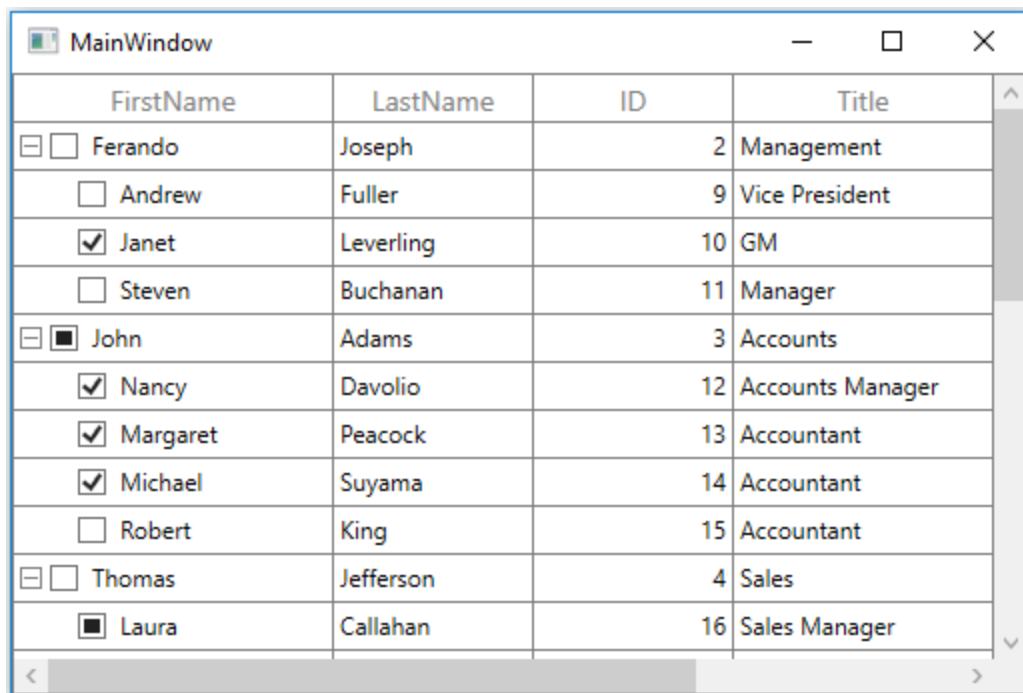 MainWindow
FirstName LastName ID Title
Ferando Joseph 2 Management
Andrew Fuller 9 Vice President
Janet Leverling 10 GM
Steven Buchanan 11 Manager
John Adams 3 Accounts
Nancy Davolio 12 Accounts Manager
Margaret Peacock 13 Accountant
Michael Suyama 14 Accountant
Robert King 15 Accountant
Thomas Jefferson 4 Sales
Laura Callahan 16 Sales Manager